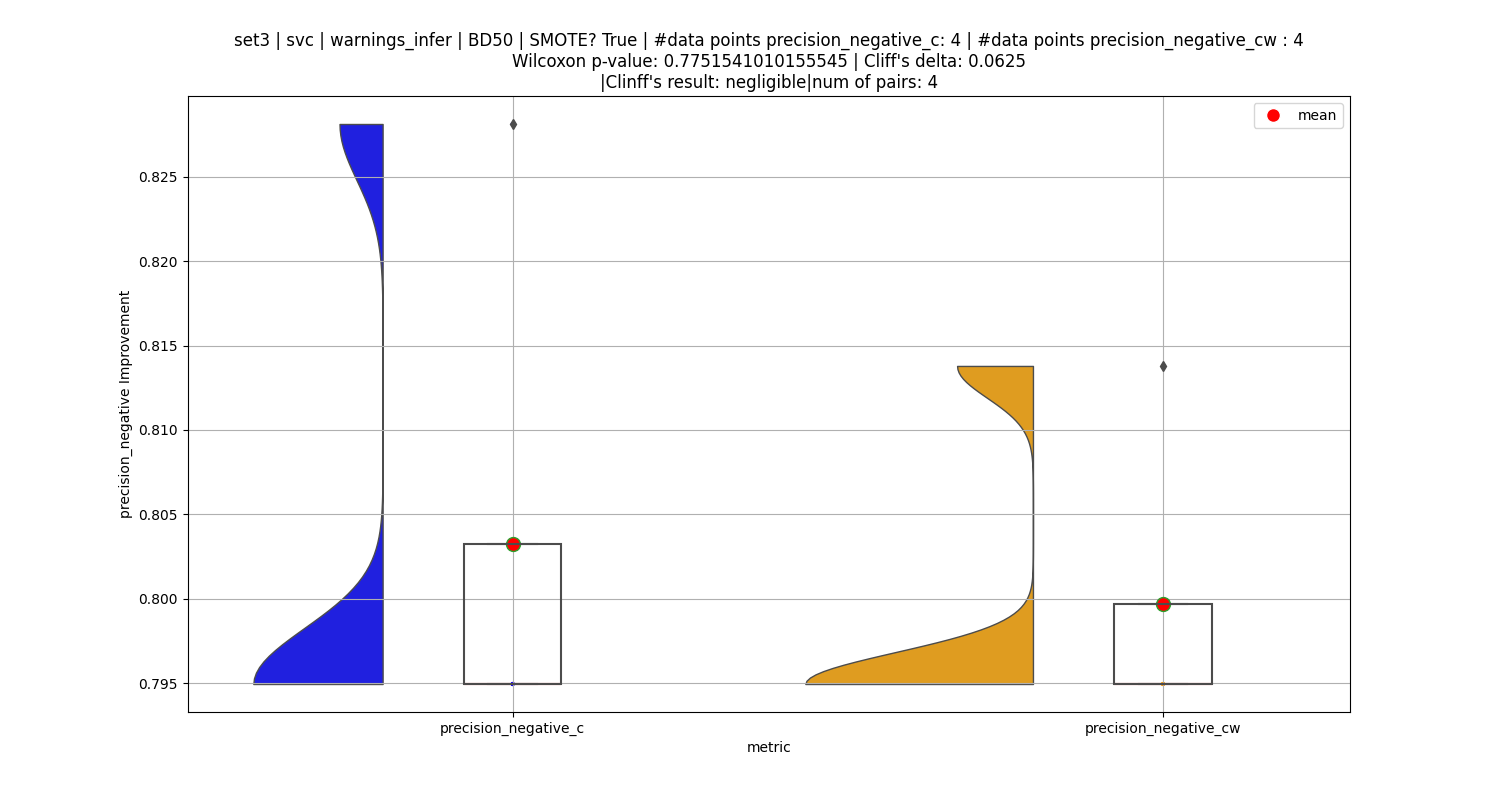 set3 | svc | warnings_infer | BD50 | SMOTE? True | #data points precision_negative_c: 4 | #data points precision_negative_cw : 4
Wilcoxon p-value: 0.7751541010155545 | Cliff's delta: 0.0625
|Clinff's result: negligible|num of pairs: 4
mean
0.825
0.820
0.815
0.810
0.805
0.800
0.795
precision_negative Improvement
precision_negative_c
precision_negative_cw
metric